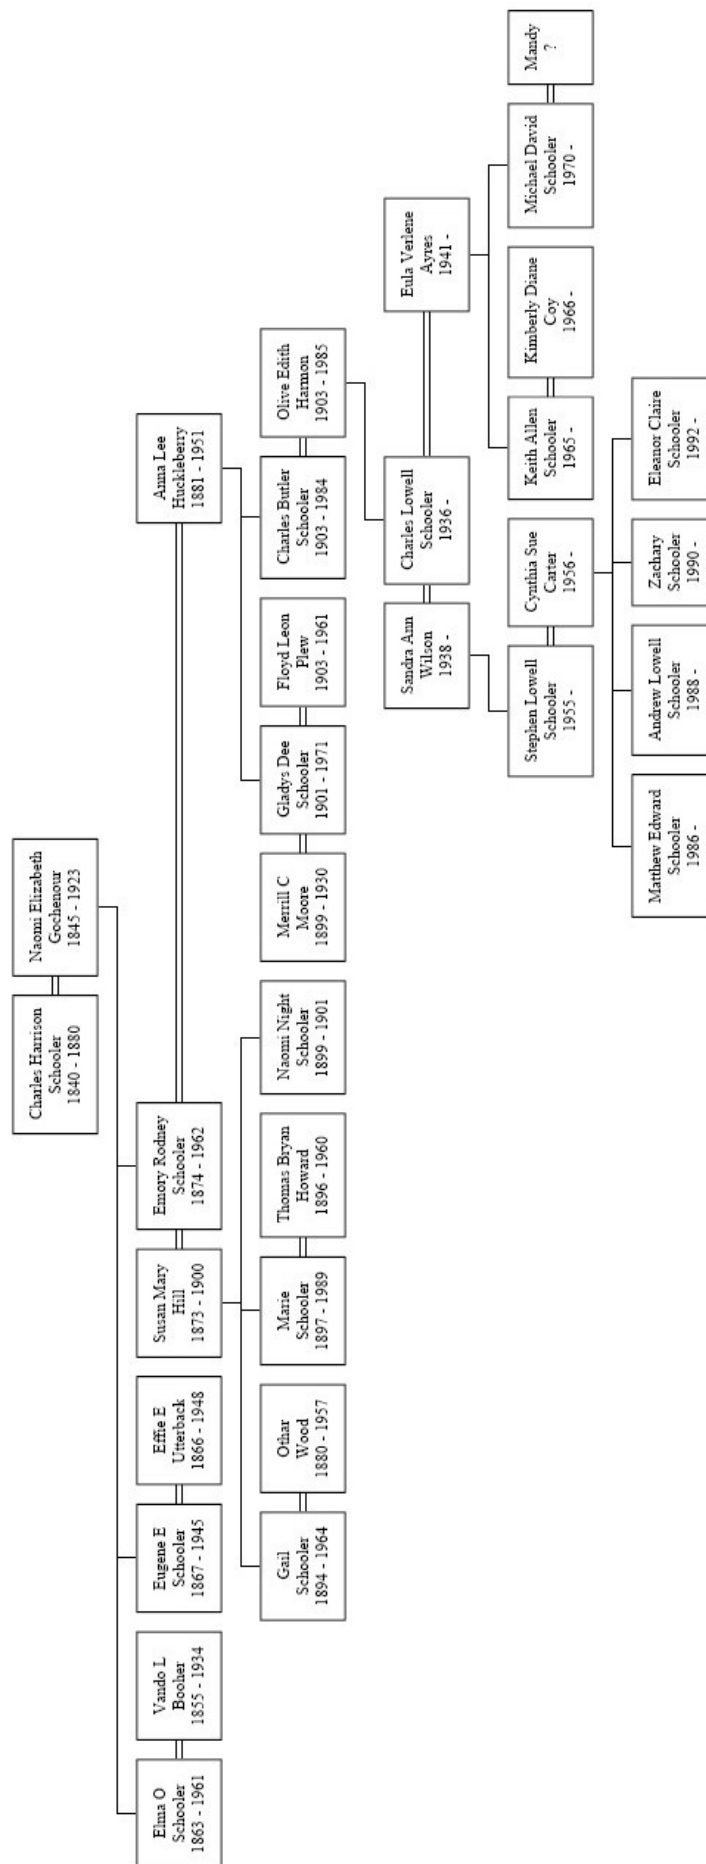 Charles Harrison
Schooler
1840 - 1880
Naomi Elizabeth
Gochenour
1845 - 1923
Elma O
Schooler
1863 - 1961
Vando L
Booher
1855 - 1934
Eugene E
Schooler
1867 - 1945
Effie E
Utterback
1866 - 1948
Susan Mary
Hill
1873 - 1900
Emory Rodney
Schooler
1874 - 1962
Anna Lee
Huckleberry
1881 - 1951
Gail
Schooler
1894 - 1964
Othar
Wood
1880 - 1957
Marie
Schooler
1897 - 1989
Thomas Bryan
Howard
1896 - 1960
Naomi Night
Schooler
1899 - 1901
Merrill C
Moore
1899 - 1930
Gladys Dee
Schooler
1901 - 1971
Floyd Leon
Plew
1903 - 1961
Charles Butler
Schooler
1903 - 1984
Olive Edith
Harmon
1903 - 1985
Sandra Ann
Wilson
1938 -
Charles Lowell
Schooler
1936 -
Eula Verlene
Ayres
1941 -
Stephen Lowell
Schooler
1955 -
Cynthia Sue
Carter
1956 -
Keith Allen
Schooler
1965 -
Kimberly Diane
Coy
1966 -
Michael David
Schooler
1970 -
Mandy
?
Matthew Edward
Schooler
1986 -
Andrew Lowell
Schooler
1988 -
Zachary
Schooler
1990 -
Eleanor Claire
Schooler
1992 -